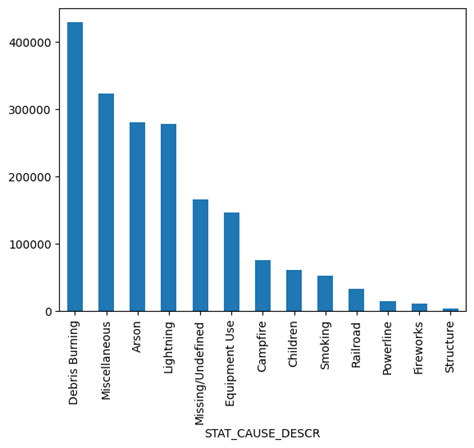 400000
300000
200000
100000
0
Debris Burning
Miscellaneous
Arson
Lightning
Missing/Undefined
Equipment Use
Campfire
Children
Smoking
Railroad
Powerline
Fireworks
Structure
STAT_CAUSE_DESCR